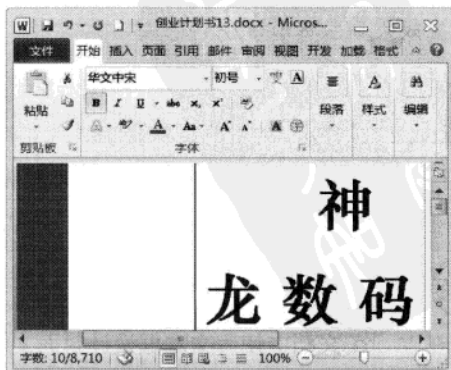 创业计划书13.docx - Micros...
文件 开始 插入 页面 引用 邮件 审阅 视图 开发 加载 格式
华文中宋 初号
粘贴 段落 样式 编辑
剪贴板 字体
神
龙数码
字数: 10/8,710 100%